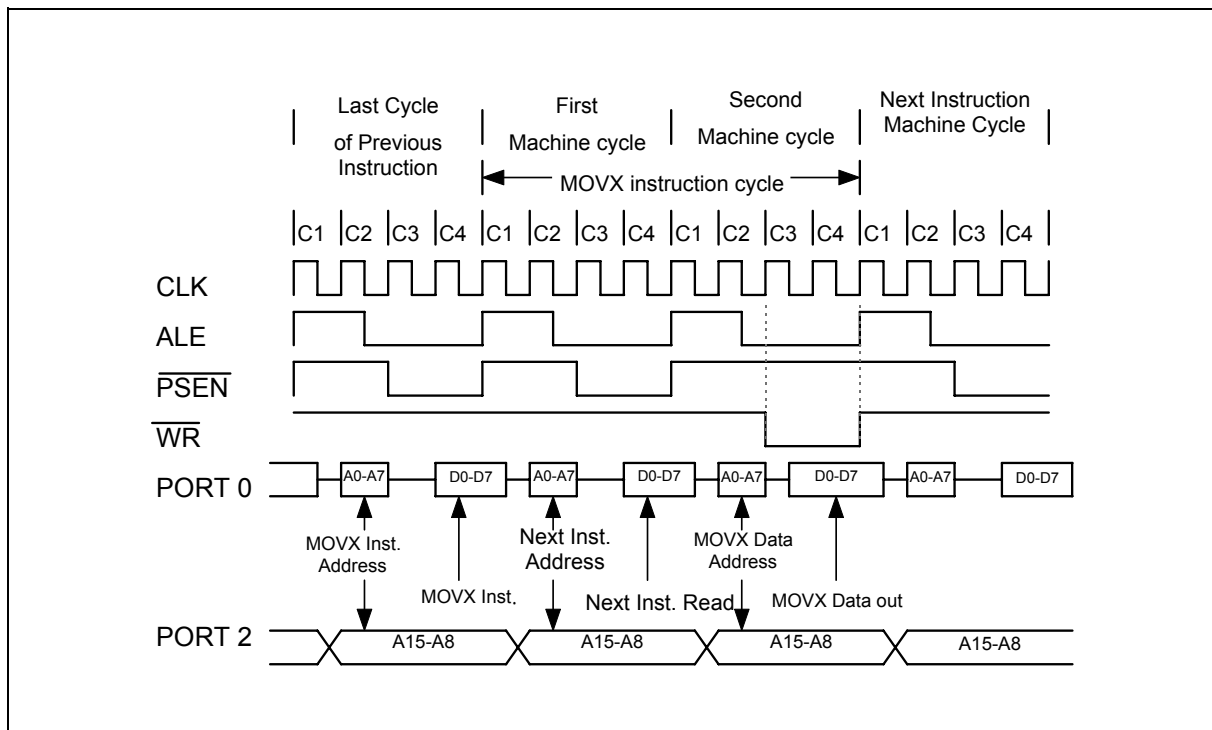 Last Cycle
of Previous
Instruction
First
Machine cycle
Second
Machine cycle
Next Instruction
Machine Cycle
MOVX instruction cycle
C1 C2 C3 C4 C1 C2 C3 C4 C1 C2 C3 C4 C1 C2 C3 C4
CLK
ALE
PSEN
WR
PORT 0
A0-A7 D0-D7 A0-A7 D0-D7 A0-A7 D0-D7 A0-A7 D0-D7
MOVX Inst.
Address
MOVX Inst.
Next Inst.
Address
Next Inst. Read
MOVX Data
Address
MOVX Data out
PORT 2
A15-A8 A15-A8 A15-A8 A15-A8